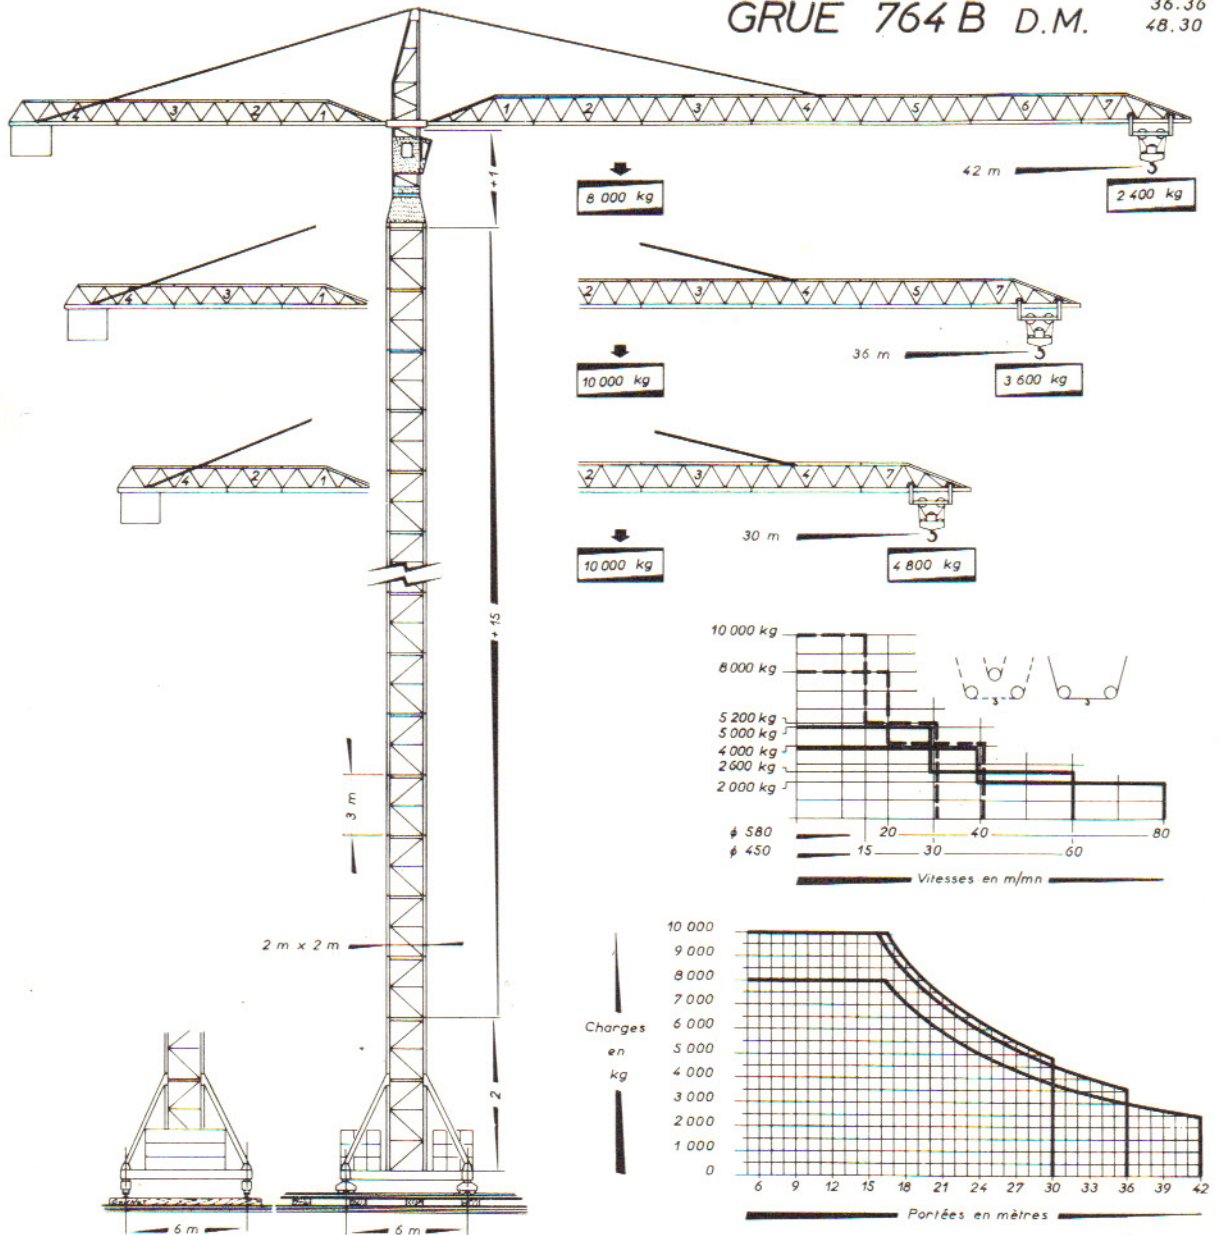 36.36
GRUE 764 B D.M.
48.30
4 3 2 1
1 2 3 4 5 6 7
+1
42 m
8 000 kg
2 400 kg
4 3 1
2 3 4 5 7
36 m
10 000 kg
3 600 kg
4 2 1
2 3 4 7
30 m
10 000 kg
4 800 kg
+15
10 000 kg
8 000 kg
5 200 kg
5 000 kg
4 000 kg
2 600 kg
2 000 kg
3 m
ϕ 580 20 40 80
ϕ 450 15 30 60
Vitesses en m/mn
2 m x 2 m
10 000
9 000
8 000
7 000
6 000
5 000
4 000
3 000
2 000
1 000
0
Charges
en
kg
2
6 9 12 15 18 21 24 27 30 33 36 39 42
Portées en mètres
6 m
6 m